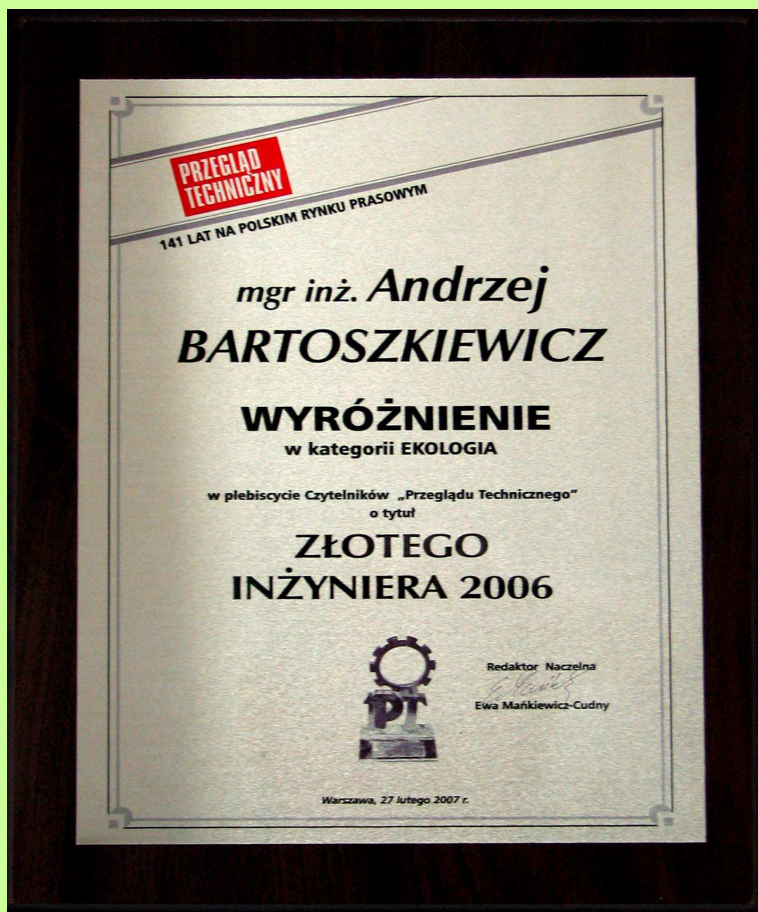 PRZEGLĄD
TECHNICZNY
141 LAT NA POLSKIM RYNKU PRASOWYM
mgr inż. Andrzej
BARTOSZKIEWICZ
WYRÓŻNIENIE
w kategorii EKOLOGIA
w plebiscycie Czytelników „Przeglądu Technicznego”
o tytuł
ZŁOTEGO
INŻYNIERA 2006
PT
Redaktor Naczelna
Ewa Mańkiewicz-Cudny
Warszawa, 27 lutego 2007 r.